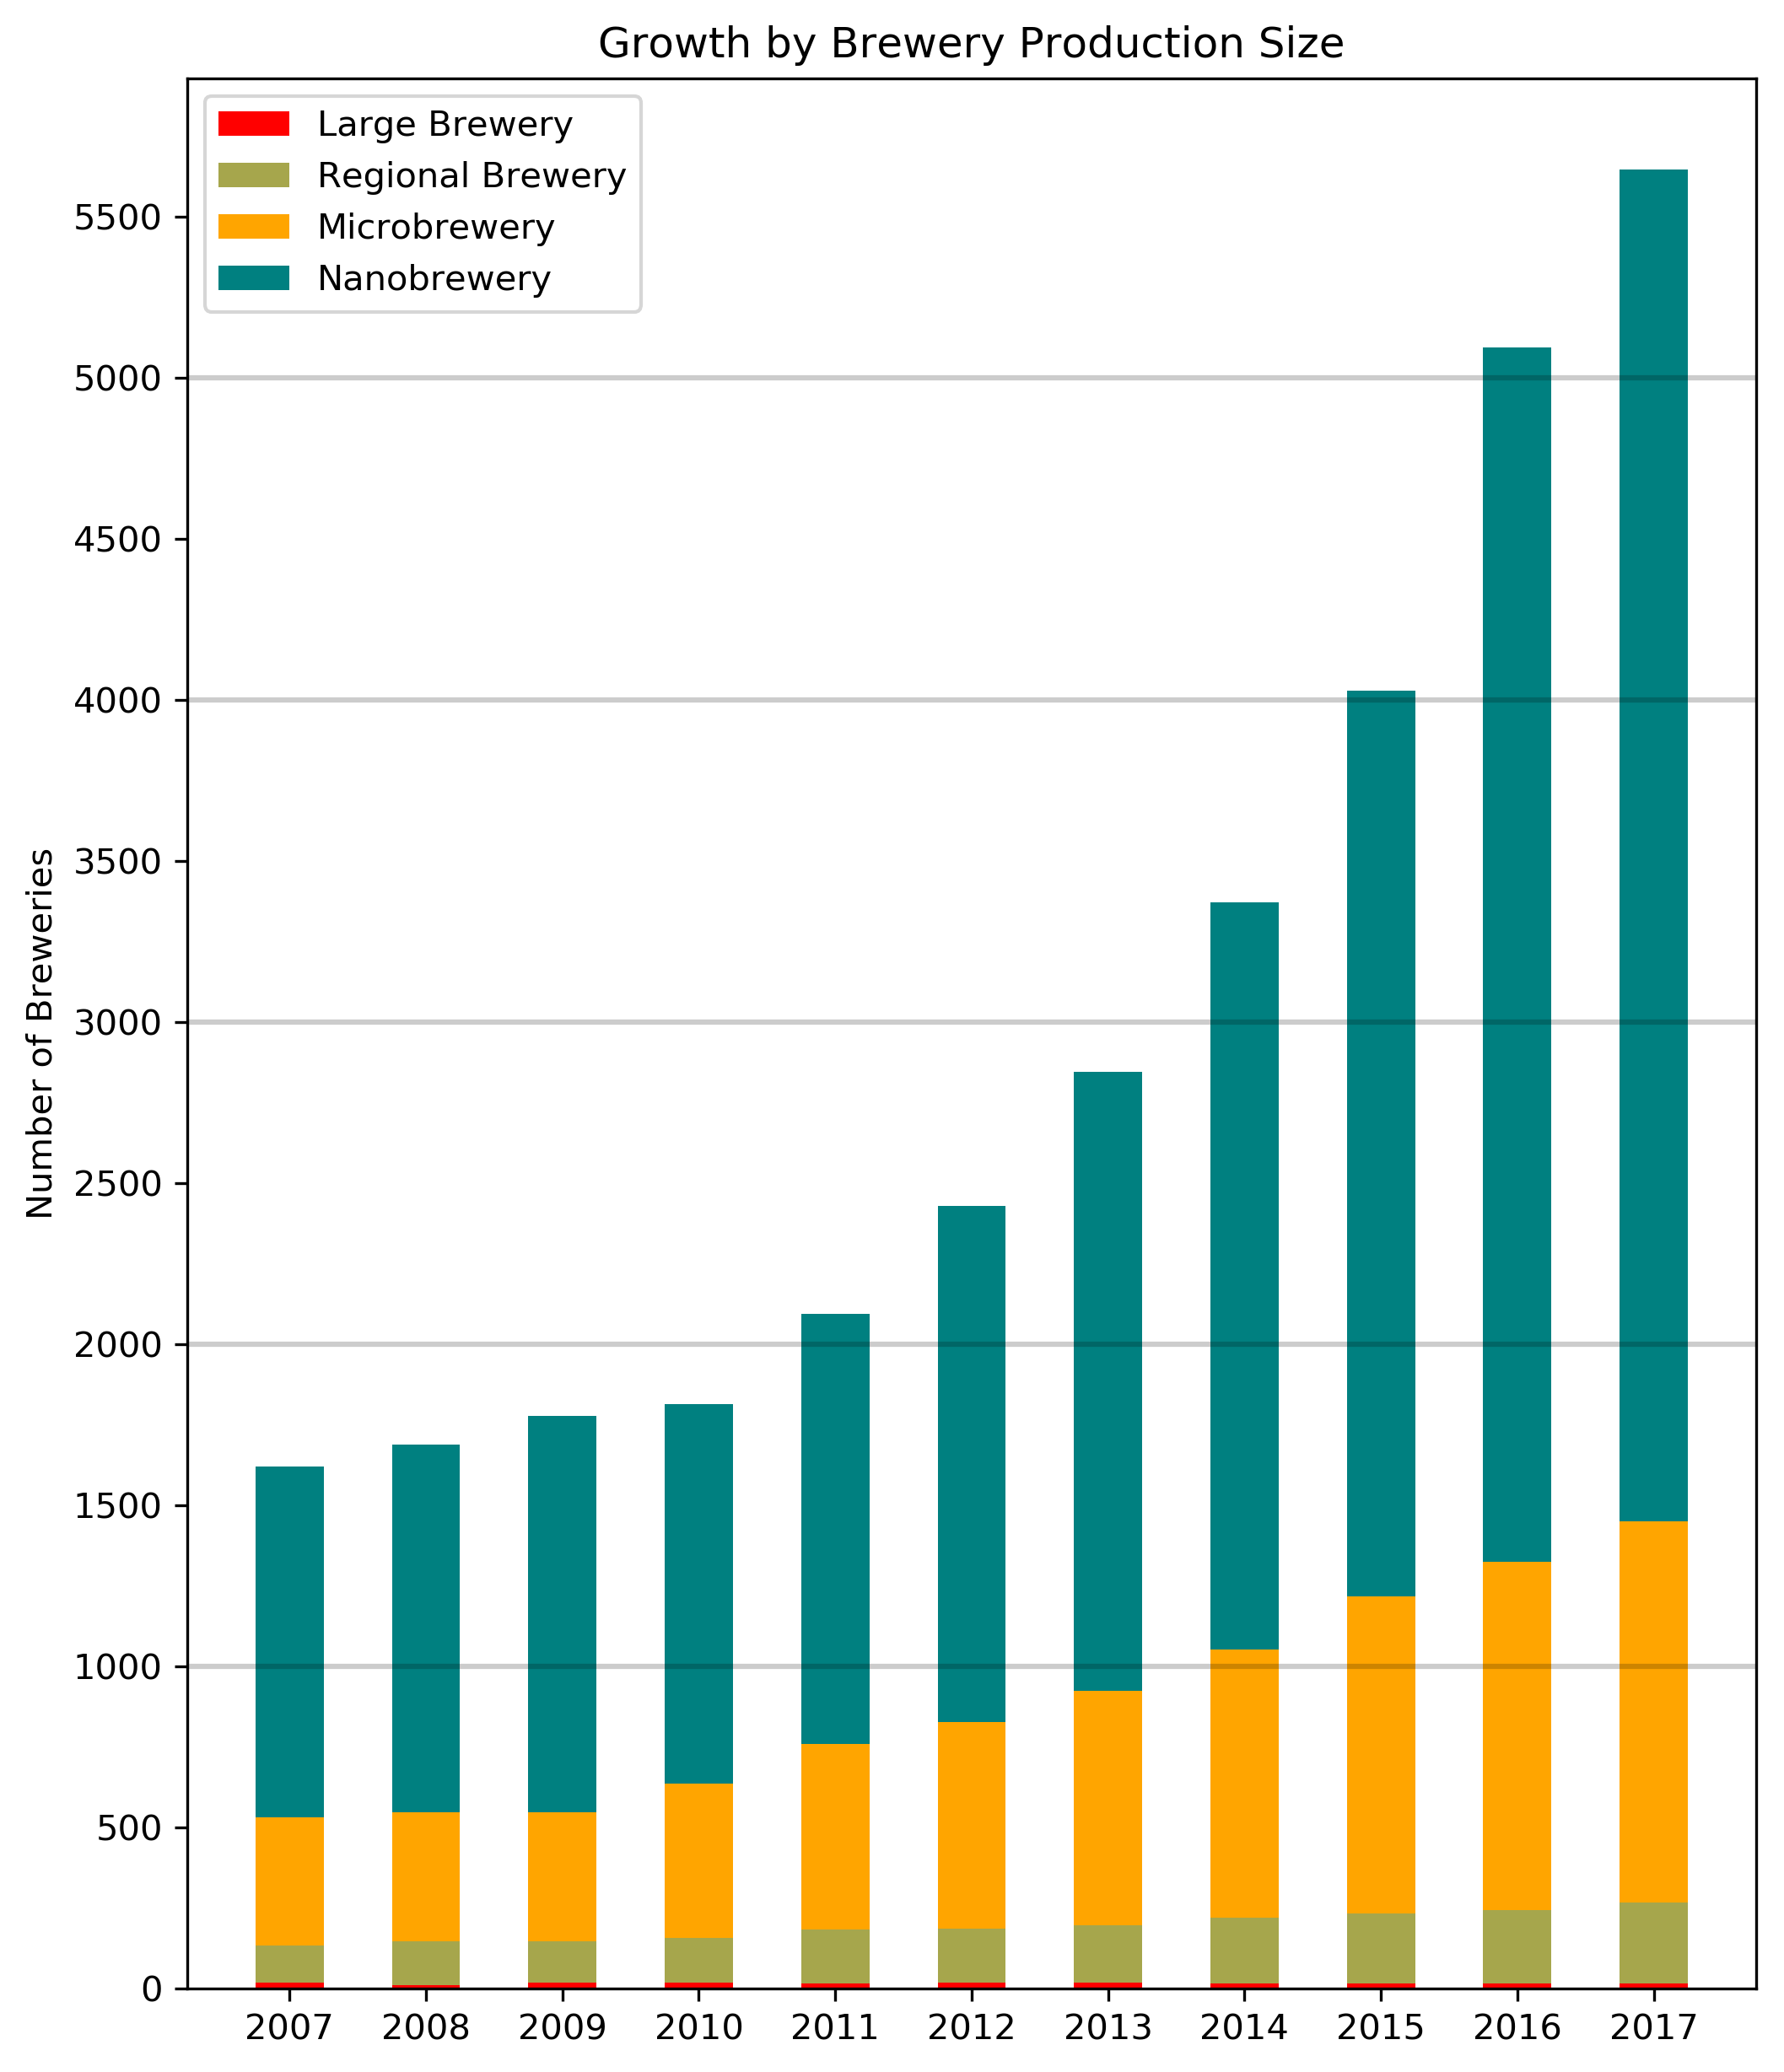 Growth by Brewery Production Size
Large Brewery
Regional Brewery
Microbrewery
Nanobrewery
Number of Breweries
5500
5000
4500
4000
3500
3000
2500
2000
1500
1000
500
0
2007 2008 2009 2010 2011 2012 2013 2014 2015 2016 2017